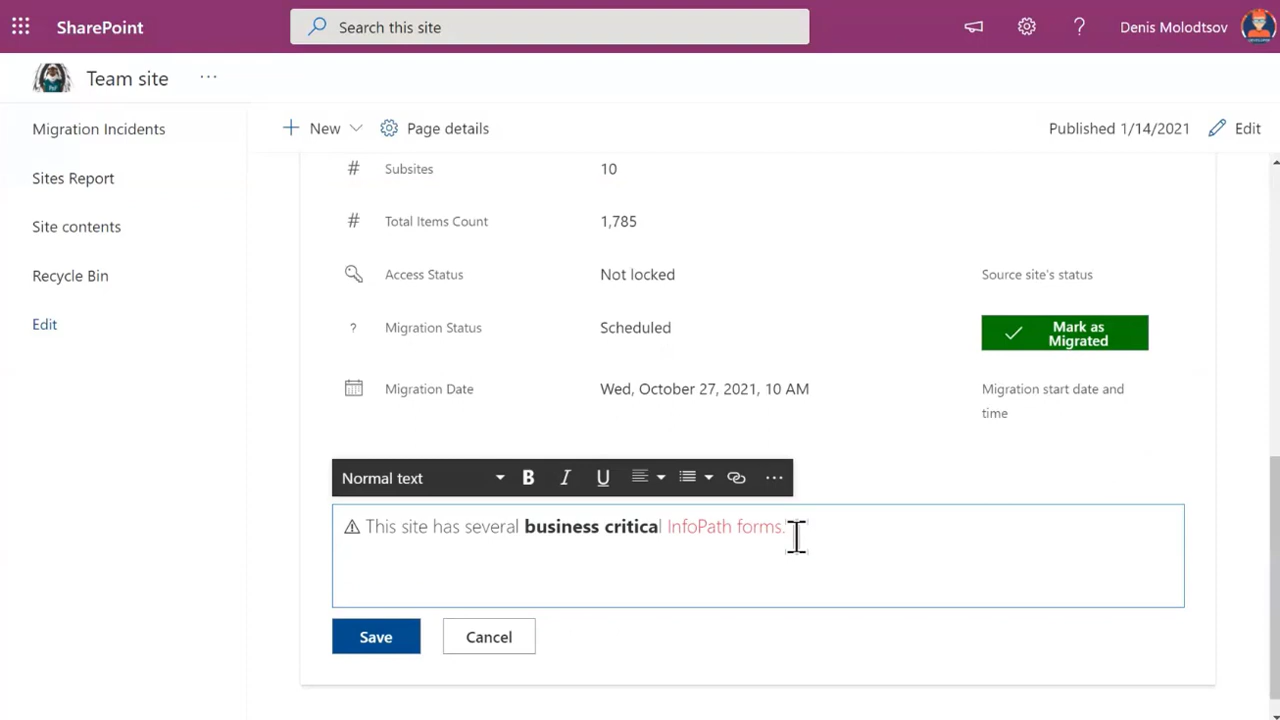 SharePoint
Search this site
Denis Molodtsov
Team site
Migration Incidents
Sites Report
Site contents
Recycle Bin
Edit
New
Page details
Published 1/14/2021
Edit
# Subsites 10
# Total Items Count 1,785
Access Status Not locked Source site's status
? Migration Status Scheduled
Mark as
Migrated
Migration Date Wed, October 27, 2021, 10 AM
Migration start date and
time
Normal text B I U ...
⚠ This site has several business critical InfoPath forms.
Save Cancel